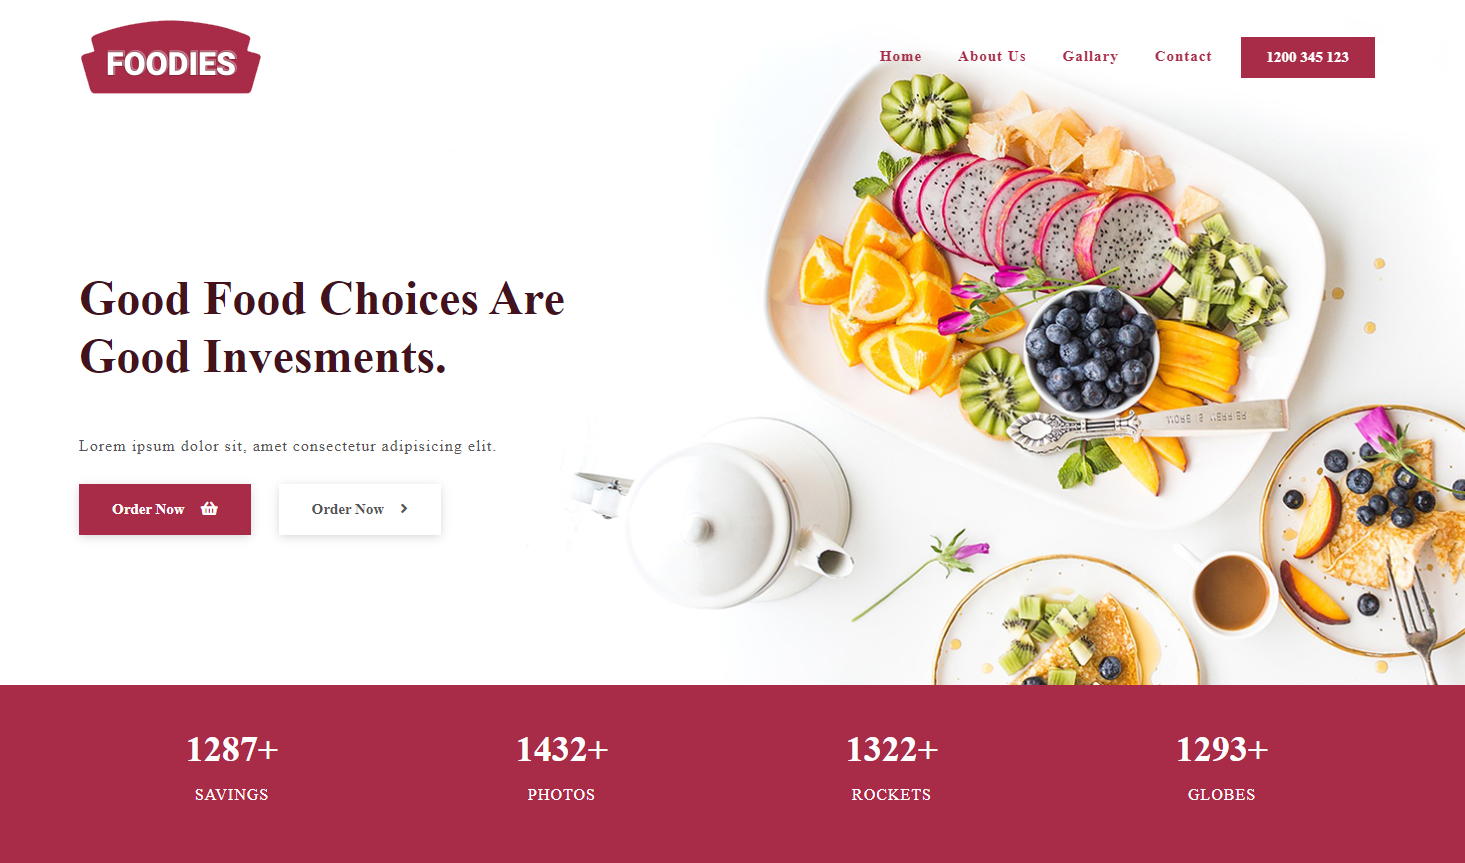 FOODIES
Home
About Us
Gallary
Contact
1200 345 123
Good Food Choices Are
Good Invesments.
Lorem ipsum dolor sit, amet consectetur adipisicing elit.
Order Now
Order Now
1287+
1432+
1322+
1293+
SAVINGS
PHOTOS
ROCKETS
GLOBES